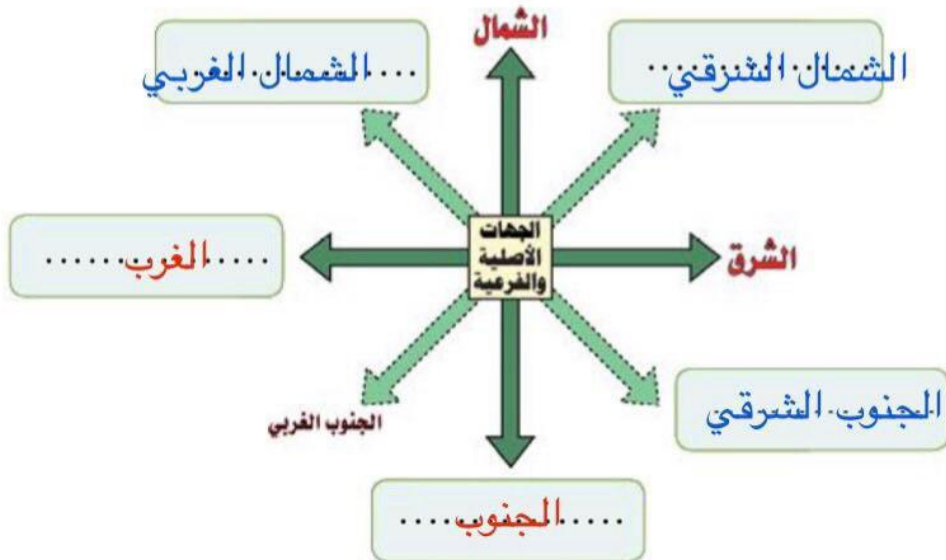 الشمال
الشمال الشرقي
الشمال الغربي
الجهات
الأصلية
والفرعية
الشرق
الغرب
الجنوب الشرقي
الجنوب الغربي
الجنوب